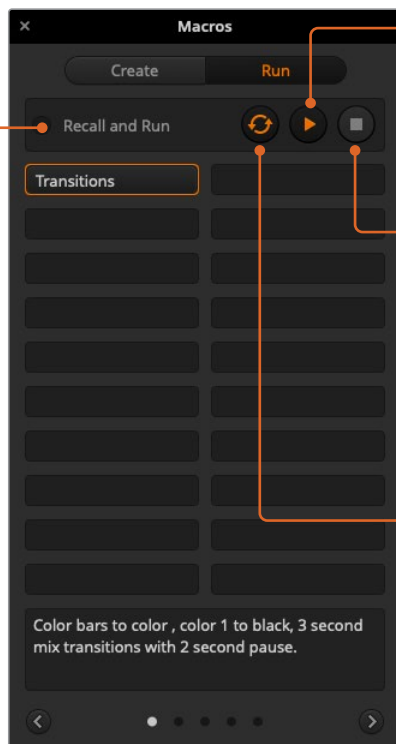 Macros
Create Run
Recall and Run
Transitions
Color bars to color , color 1 to black, 3 second
mix transitions with 2 second pause.